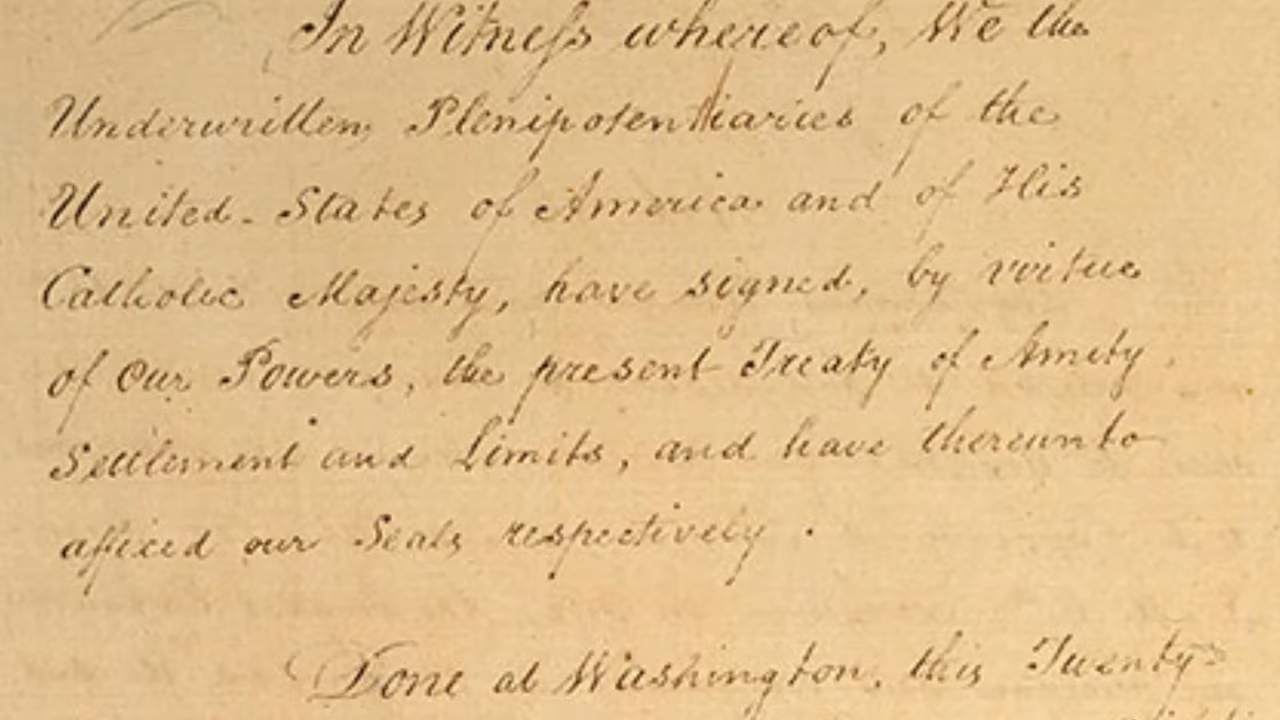 In Witness whereof, We the
Underwritten Plenipotentiaries of the
United-States of America and of His
Catholic Majesty, have signed, by virtue
of our Powers, the present Treaty of Amity
Settlement and Limits, and have thereunto
affixed our Seals respectively.
Done at Washington, this Twenty